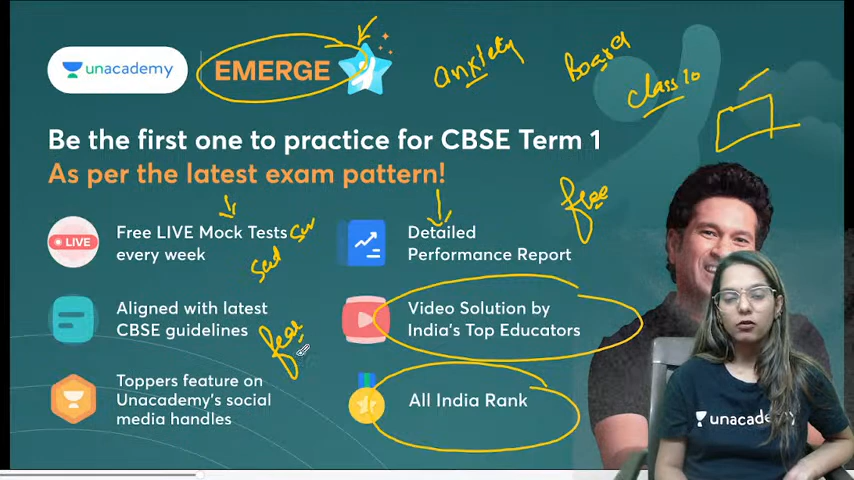 unacademy
EMERGE
anxiety
Board
class 10
Be the first one to practice for CBSE Term 1
As per the latest exam pattern!
free
LIVE
Free LIVE Mock Tests
every week
Detailed
Performance Report
Aligned with latest
CBSE guidelines
fear
Video Solution by
India's Top Educators
Toppers feature on
Unacademy's social
media handles
All India Rank
unacademy